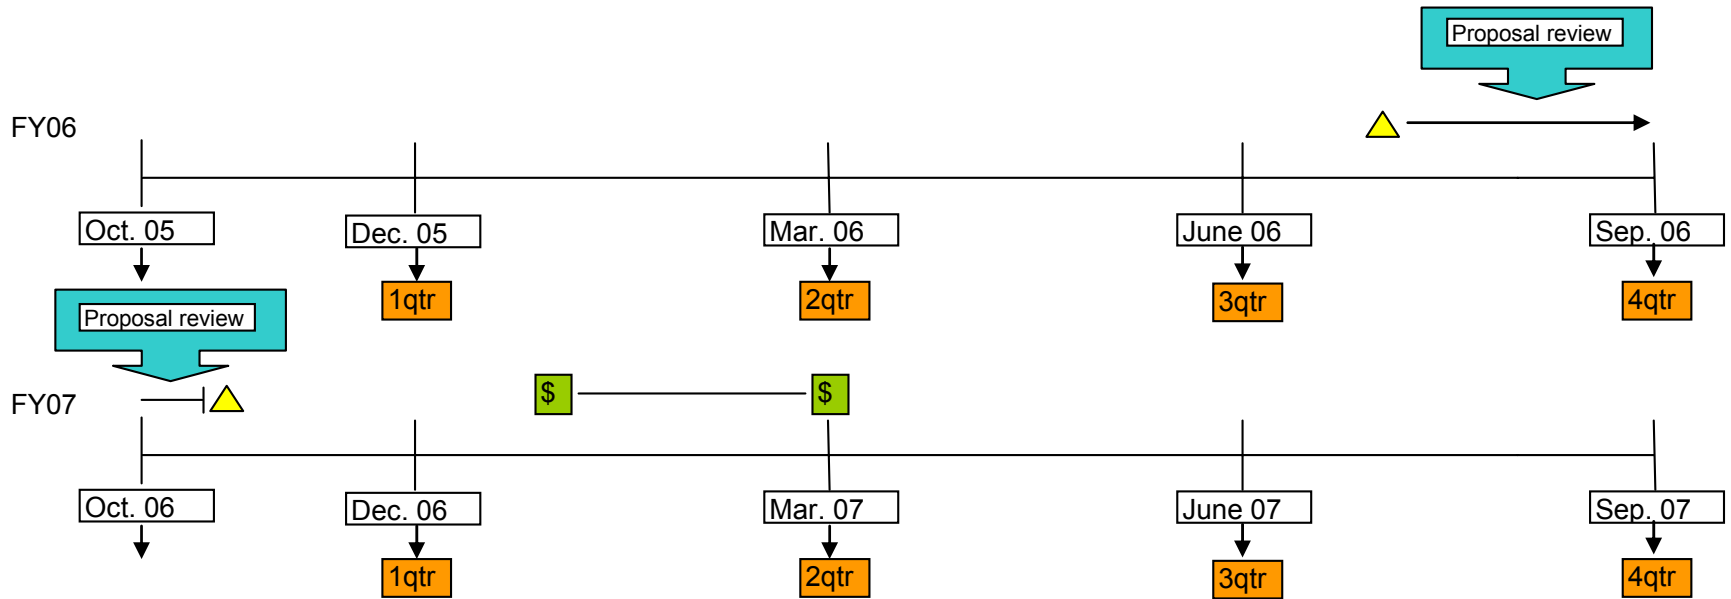 Proposal review
FY06
Oct. 05
Dec. 05
Mar. 06
June 06
Sep. 06
1qtr
2qtr
3qtr
4qtr
Proposal review
FY07
$
$
Oct. 06
Dec. 06
Mar. 07
June 07
Sep. 07
1qtr
2qtr
3qtr
4qtr